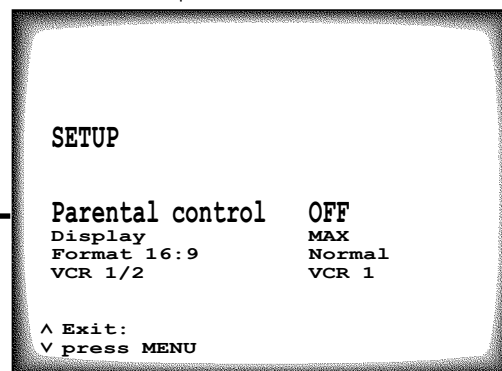 SETUP
Parental control OFF
Display MAX
Format 16:9 Normal
VCR 1/2 VCR 1
∧ Exit:
∨ press MENU